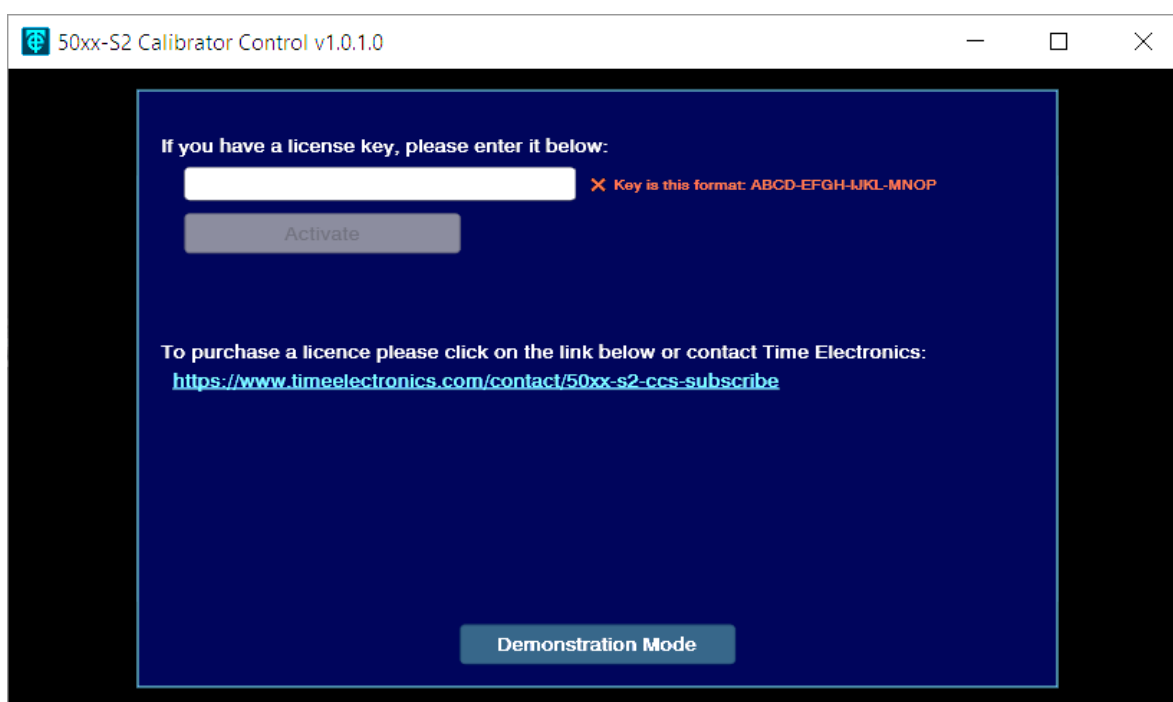 50xx-S2 Calibrator Control v1.0.1.0
If you have a license key, please enter it below:
Key is this format: ABCD-EFGH-IJKL-MNOP
Activate
To purchase a licence please click on the link below or contact Time Electronics:
https://www.timeelectronics.com/contact/50xx-s2-ccs-subscribe
Demonstration Mode